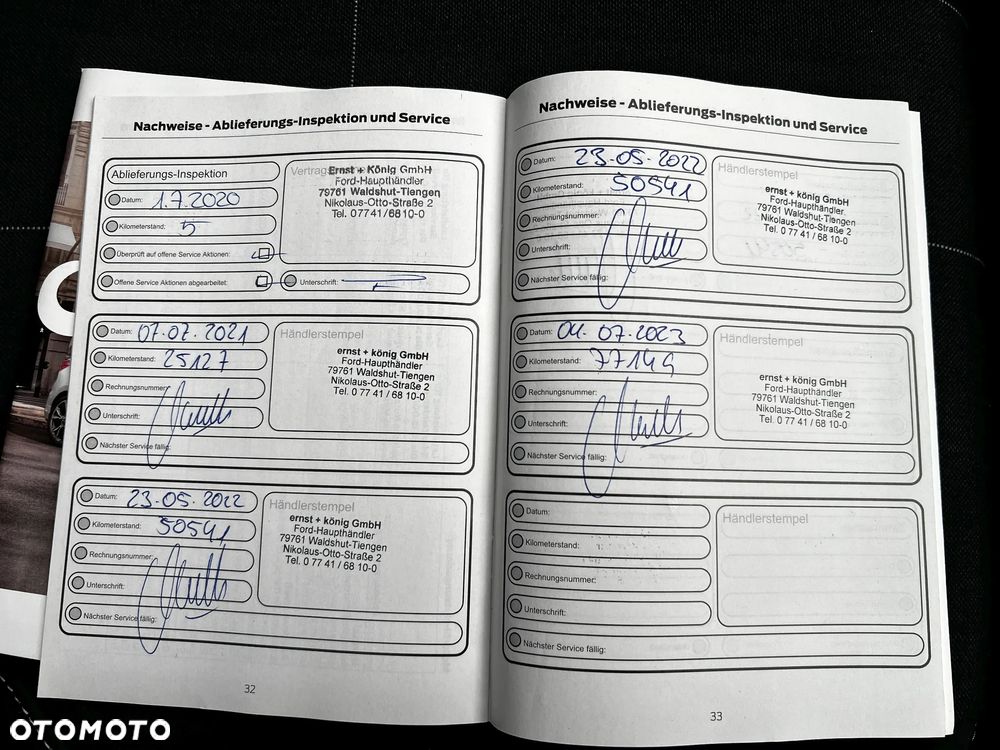 Nachweise - Ablieferungs-Inspektion und Service
Ablieferungs-Inspektion
Datum: 1.7.2020
Kilometerstand: 5
Überprüft auf offene Service Aktionen:
Offene Service Aktionen abgearbeitet:
Unterschrift:
Ernst + König GmbH
Ford-Haupthändler
79761 Waldshut-Tiengen
Nikolaus-Otto-Straße 2
Tel. 07741/6810-0
Datum: 07.07.2021
Kilometerstand: 25127
Rechnungsnummer:
Unterschrift:
Nächster Service fällig:
Händlerstempel
ernst + könig GmbH
Ford-Haupthändler
79761 Waldshut-Tiengen
Nikolaus-Otto-Straße 2
Tel. 0 77 41 / 68 10-0
Datum: 23.05.2022
Kilometerstand: 50541
Rechnungsnummer:
Unterschrift:
Nächster Service fällig:
Händlerstempel
ernst + könig GmbH
Ford-Haupthändler
79761 Waldshut-Tiengen
Nikolaus-Otto-Straße 2
Tel. 0 77 41 / 68 10-0
32
Nachweise - Ablieferungs-Inspektion und Service
Datum: 23.05.2022
Kilometerstand: 50541
Rechnungsnummer:
Unterschrift:
Nächster Service fällig:
Händlerstempel
ernst + könig GmbH
Ford-Haupthändler
79761 Waldshut-Tiengen
Nikolaus-Otto-Straße 2
Tel. 0 77 41 / 68 10-0
Datum: 04.07.2023
Kilometerstand: 77149
Rechnungsnummer:
Unterschrift:
Nächster Service fällig:
Händlerstempel
ernst + könig GmbH
Ford-Haupthändler
79761 Waldshut-Tiengen
Nikolaus-Otto-Straße 2
Tel. 0 77 41 / 68 10-0
Datum:
Kilometerstand:
Rechnungsnummer:
Unterschrift:
Nächster Service fällig:
Händlerstempel
33
OTOMOTO